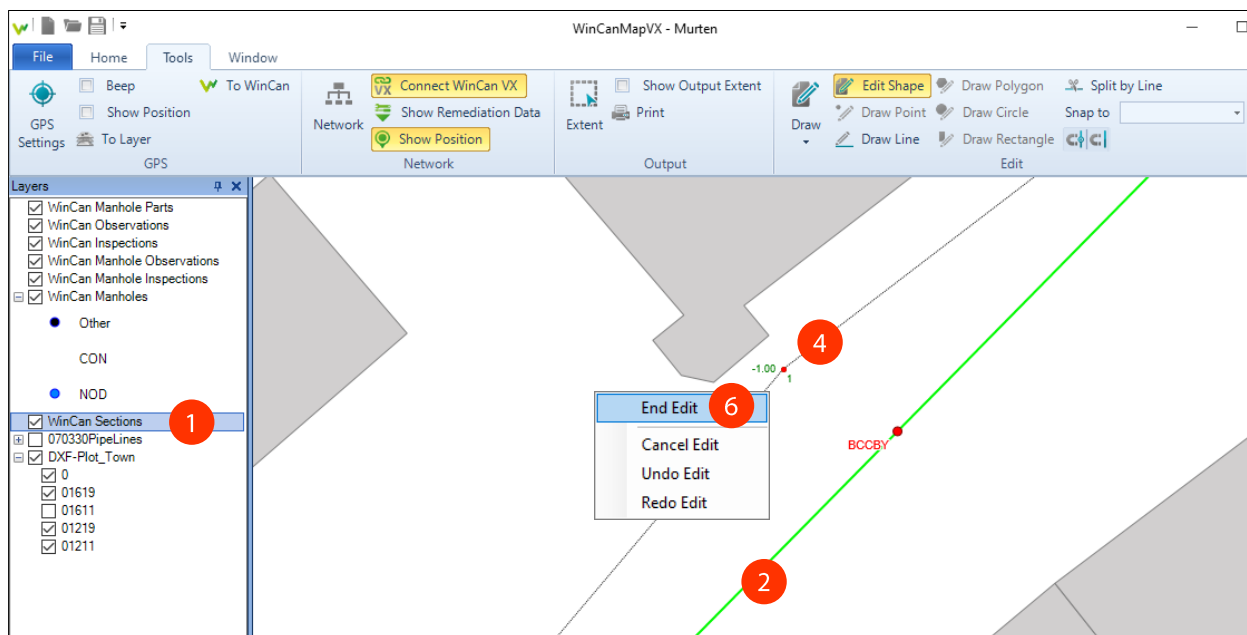 WinCanMapVX - Murten
File Home Tools Window
Beep
To WinCan
Show Position
GPS Settings
To Layer
GPS
Network
Connect WinCan VX
Show Remediation Data
Show Position
Network
Extent
Show Output Extent
Print
Output
Draw
Edit Shape
Draw Polygon
Split by Line
Draw Point
Draw Circle
Snap to
Draw Line
Draw Rectangle
Edit
Layers
WinCan Manhole Parts
WinCan Observations
WinCan Inspections
WinCan Manhole Observations
WinCan Manhole Inspections
WinCan Manholes
Other
CON
NOD
WinCan Sections
1
070330PipeLines
DXF-Plot_Town
0
01619
01611
01219
01211
4
-1.00
1
End Edit
6
Cancel Edit
Undo Edit
Redo Edit
BCCBY
2